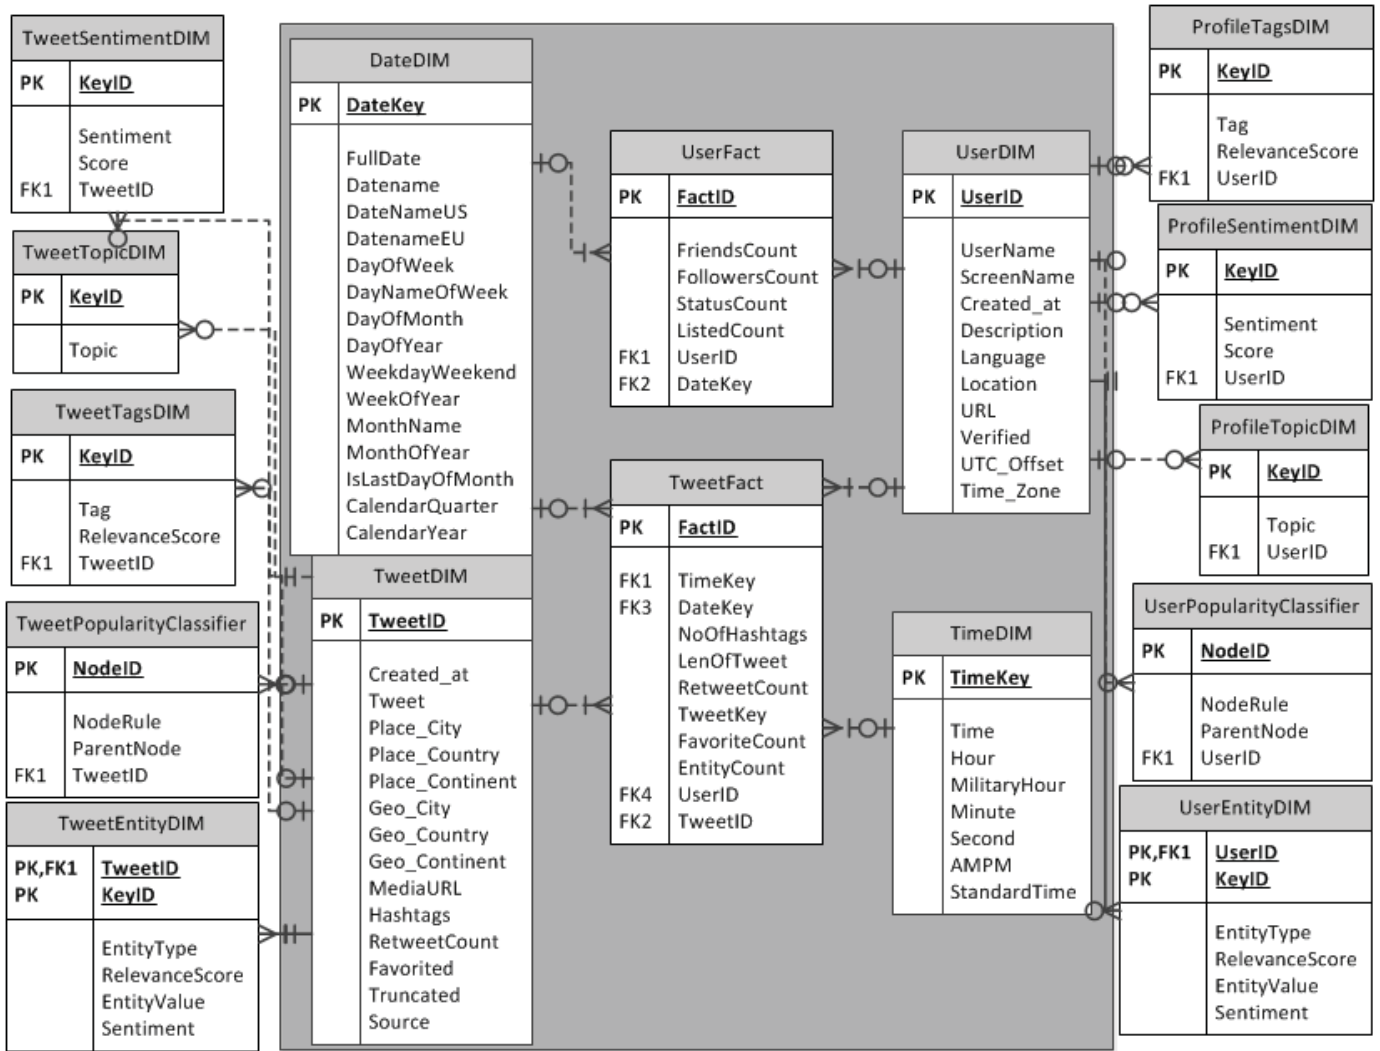 TweetSentimentDIM
PK KeyID
Sentiment
Score
FK1 TweetID
TweetTopicDIM
PK KeyID
Topic
TweetTagsDIM
PK KeyID
Tag
RelevanceScore
FK1 TweetID
TweetPopularityClassifier
PK NodeID
NodeRule
ParentNode
FK1 TweetID
TweetEntityDIM
PK,FK1 TweetID
PK KeyID
EntityType
RelevanceScore
EntityValue
Sentiment
DateDIM
PK DateKey
FullDate
Datename
DateNameUS
DatenameEU
DayOfWeek
DayNameOfWeek
DayOfMonth
DayOfYear
WeekdayWeekend
WeekOfYear
MonthName
MonthOfYear
IsLastDayOfMonth
CalendarQuarter
CalendarYear
TweetDIM
PK TweetID
Created_at
Tweet
Place_City
Place_Country
Place_Continent
Geo_City
Geo_Country
Geo_Continent
MediaURL
Hashtags
RetweetCount
Favorited
Truncated
Source
UserFact
PK FactID
FriendsCount
FollowersCount
StatusCount
ListedCount
FK1 UserID
FK2 DateKey
TweetFact
PK FactID
FK1 TimeKey
FK3 DateKey
NoOfHashtags
LenOfTweet
RetweetCount
TweetKey
FavoriteCount
EntityCount
FK4 UserID
FK2 TweetID
UserDIM
PK UserID
UserName
ScreenName
Created_at
Description
Language
Location
URL
Verified
UTC_Offset
Time_Zone
TimeDIM
PK TimeKey
Time
Hour
MilitaryHour
Minute
Second
AMPM
StandardTime
ProfileTagsDIM
PK KeyID
Tag
RelevanceScore
FK1 UserID
ProfileSentimentDIM
PK KeyID
Sentiment
Score
FK1 UserID
ProfileTopicDIM
PK KeyID
Topic
FK1 UserID
UserPopularityClassifier
PK NodeID
NodeRule
ParentNode
FK1 UserID
UserEntityDIM
PK,FK1 UserID
PK KeyID
EntityType
RelevanceScore
EntityValue
Sentiment